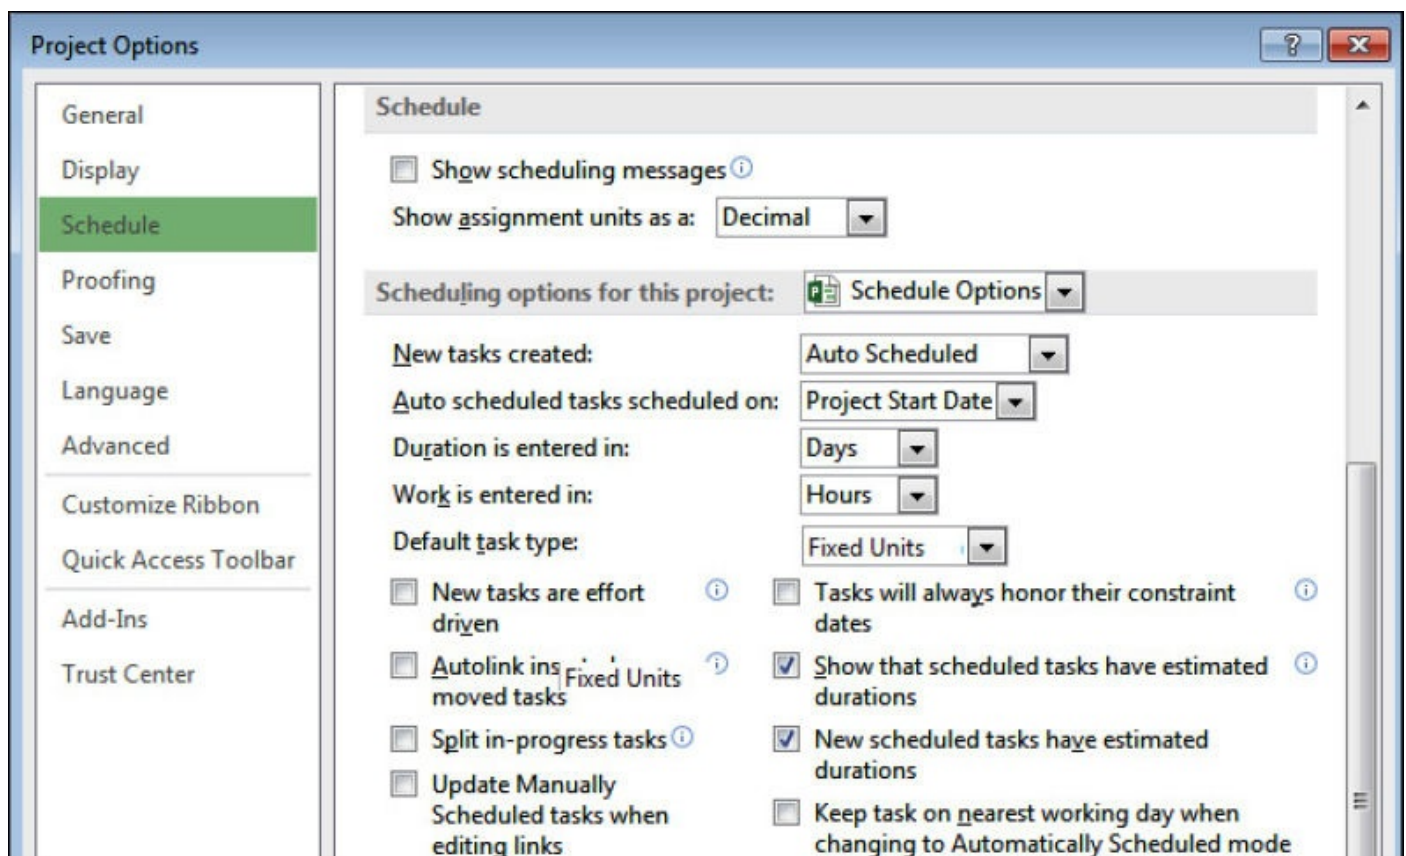 Project Options
General
Display
Schedule
Proofing
Save
Language
Advanced
Customize Ribbon
Quick Access Toolbar
Add-Ins
Trust Center
Schedule
Show scheduling messages
Show assignment units as a: Decimal
Scheduling options for this project: Schedule Options
New tasks created: Auto Scheduled
Auto scheduled tasks scheduled on: Project Start Date
Duration is entered in: Days
Work is entered in: Hours
Default task type: Fixed Units
New tasks are effort
driven
Autolink
Fixed Units
moved tasks
Split in-progress tasks
Update Manually
Scheduled tasks when
editing links
Tasks will always honor their constraint
dates
Show that scheduled tasks have estimated
durations
New scheduled tasks have estimated
durations
Keep task on nearest working day when
changing to Automatically Scheduled mode